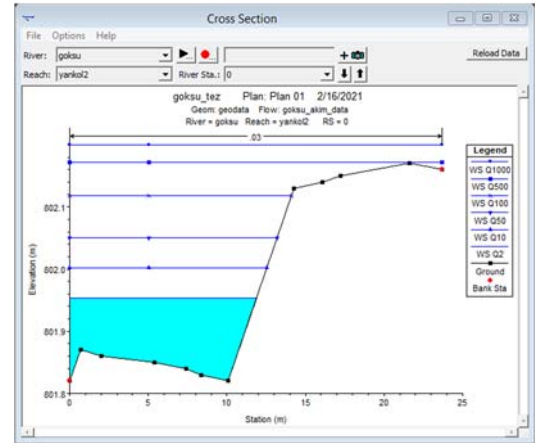 Cross Section
File Options Help
River: goksu
Reload Data
Reach: yankol2 River Sta.: 0
goksu_tez Plan: Plan 01 2/16/2021
Geom: geodata Flow: goksu_akim_data
River = goksu Reach = yankol2 RS = 0
.03
Legend
WS Q1000
WS Q500
WS Q100
WS Q50
WS Q10
WS Q2
Ground
Bank Sta
802.1
802.0
801.9
801.8
Elevation (m)
0 5 10 15 20 25
Station (m)